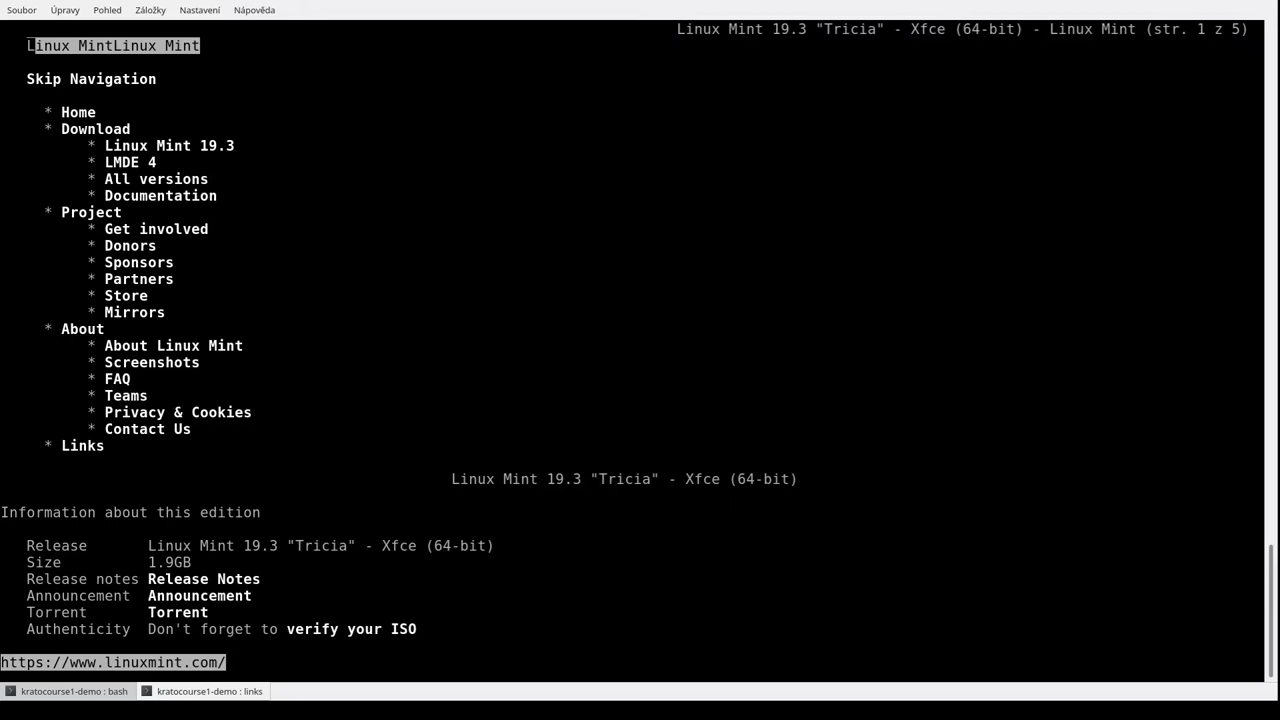 Soubor Úpravy Pohled Záložky Nastavení Nápověda
Linux Mint 19.3 "Tricia" - Xfce (64-bit) - Linux Mint (str. 1 z 5)
Linux MintLinux Mint
Skip Navigation
* Home
* Download
* Linux Mint 19.3
* LMDE 4
* All versions
* Documentation
* Project
* Get involved
* Donors
* Sponsors
* Partners
* Store
* Mirrors
* About
* About Linux Mint
* Screenshots
* FAQ
* Teams
* Privacy & Cookies
* Contact Us
* Links
Linux Mint 19.3 "Tricia" - Xfce (64-bit)
Information about this edition
Release Linux Mint 19.3 "Tricia" - Xfce (64-bit)
Size 1.9GB
Release notes Release Notes
Announcement Announcement
Torrent Torrent
Authenticity Don't forget to verify your ISO
https://www.linuxmint.com/
kratocourse1-demo : bash kratocourse1-demo : links